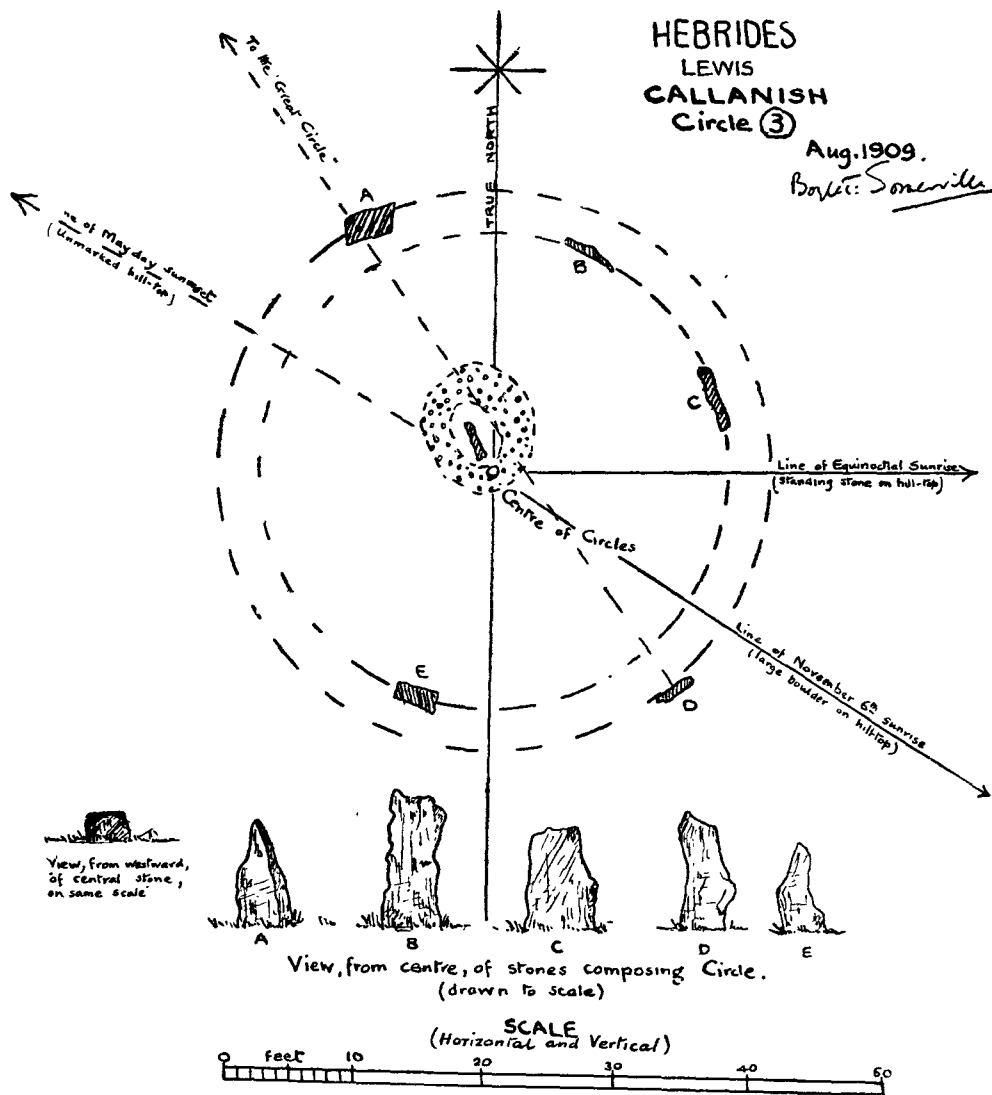 HEBRIDES
LEWIS
CALLANISH
Circle 3
Aug. 1909.
Boyle T. Somerville
To the "Great Circle"
TRUE NORTH
A
B
C
ne of May day sunset
(Unmarked hill-top)
Line of Equinoctial Sunrise
(standing stone on hill-top)
Centre of Circles
Line of November 6th sunrise
(large boulder on hilltop)
E
D
View, from westward,
of central stone,
on same scale
A
B
C
D
E
View, from centre, of stones composing Circle.
(drawn to scale)
SCALE
(Horizontal and Vertical)
0 feet 10 20 30 40 50